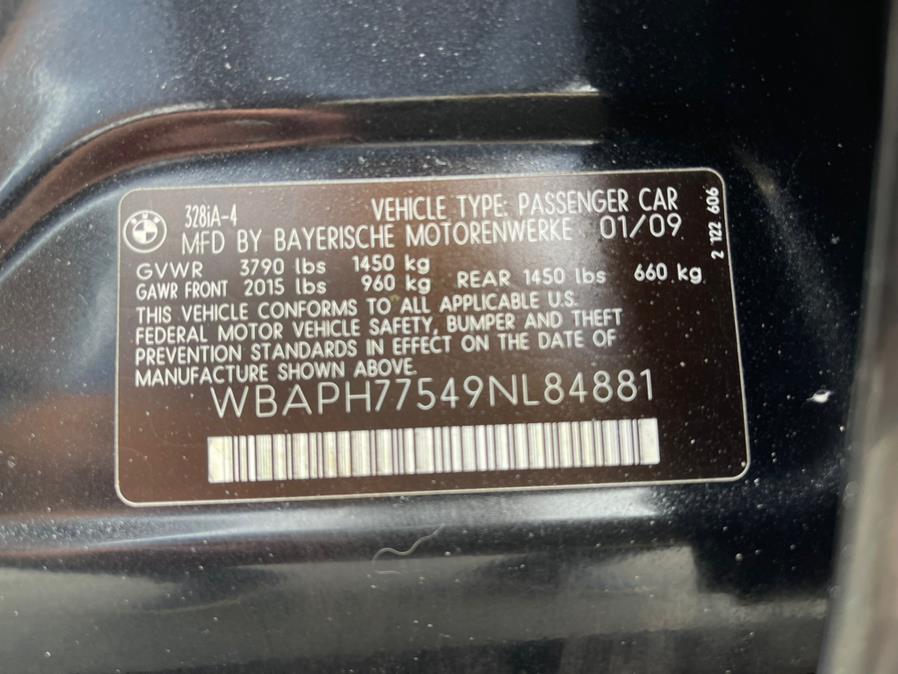 BMW
328iA-4 VEHICLE TYPE: PASSENGER CAR
MFD BY BAYERISCHE MOTORENWERKE 01/09
GVWR 3790 lbs 1450 kg
GAWR FRONT 2015 lbs 960 kg REAR 1450 lbs 660 kg
THIS VEHICLE CONFORMS TO ALL APPLICABLE U.S.
FEDERAL MOTOR VEHICLE SAFETY, BUMPER AND THEFT
PREVENTION STANDARDS IN EFFECT ON THE DATE OF
MANUFACTURE SHOWN ABOVE.
WBAPH77549NL84881
2 122 606